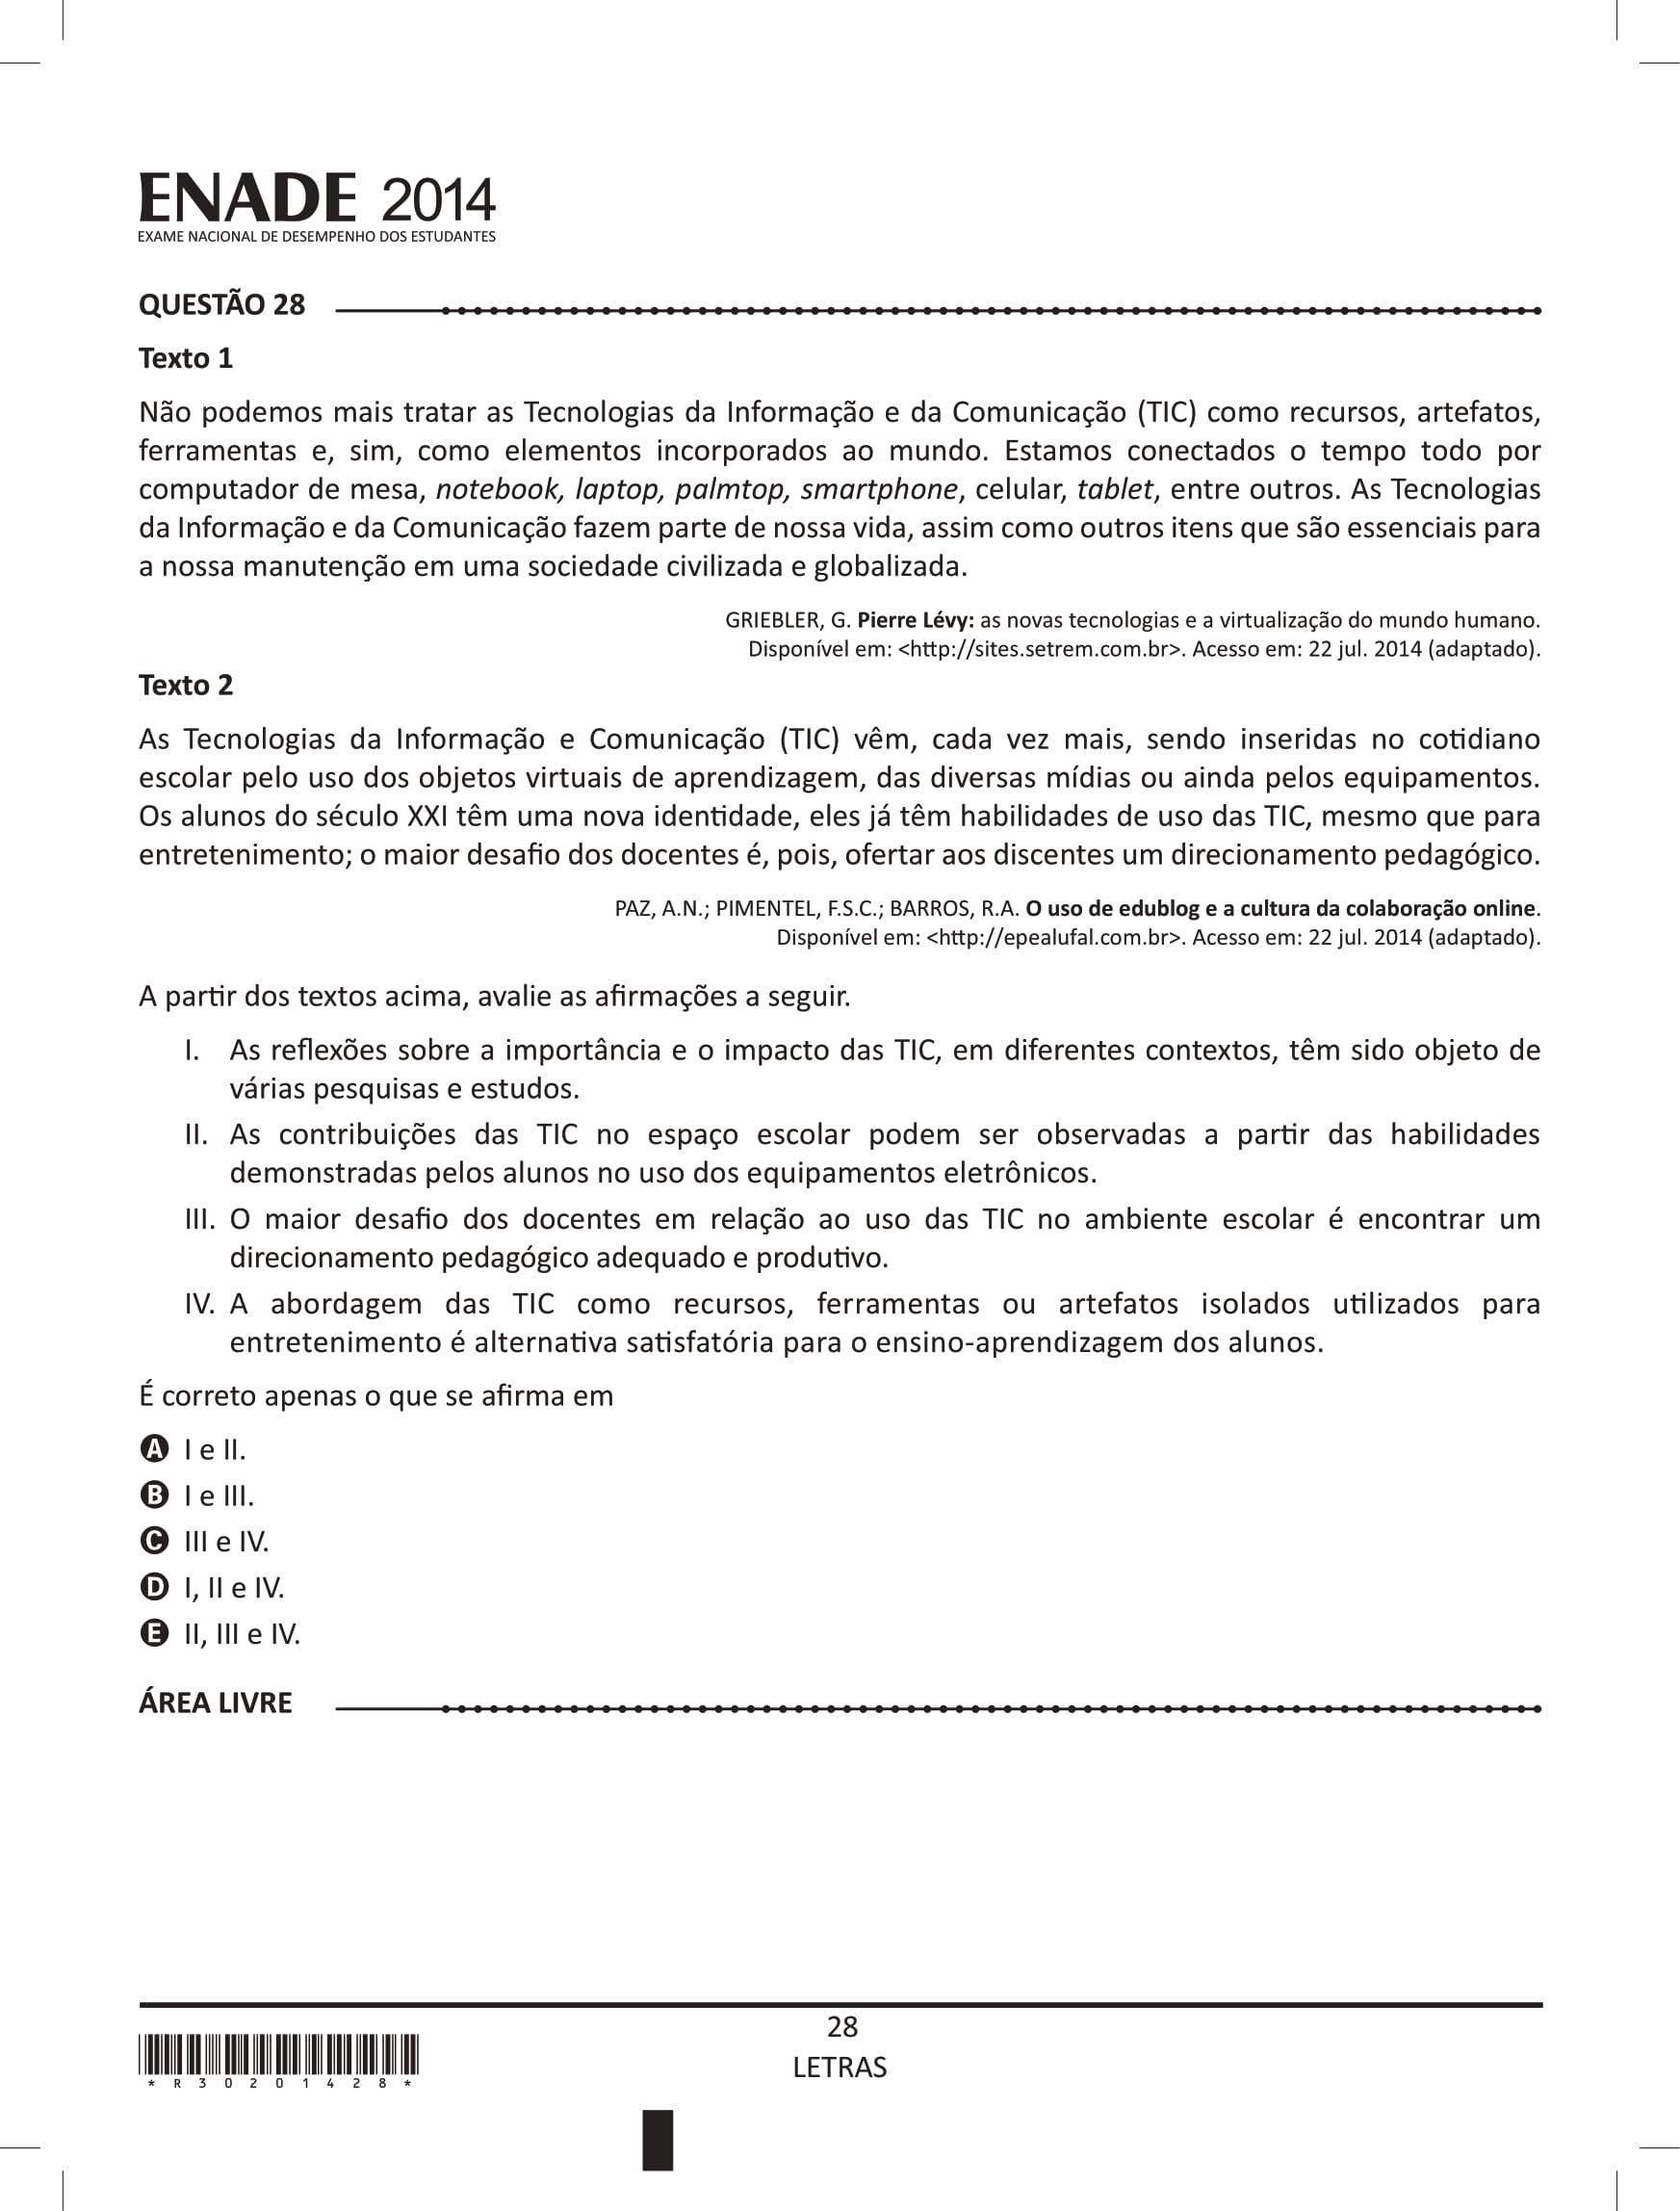 ENADE 2014
EXAME NACIONAL DE DESEMPENHO DOS ESTUDANTES
QUESTÃO 28
Texto 1
Não podemos mais tratar as Tecnologias da Informação e da Comunicação (TIC) como recursos, artefatos,
ferramentas e, sim, como elementos incorporados ao mundo. Estamos conectados o tempo todo por
computador de mesa, notebook, laptop, palmtop, smartphone, celular, tablet, entre outros. As Tecnologias
da Informação e da Comunicação fazem parte de nossa vida, assim como outros itens que são essenciais para
a nossa manutenção em uma sociedade civilizada e globalizada.
GRIEBLER, G. Pierre Lévy: as novas tecnologias e a virtualização do mundo humano.
Disponível em: <http://sites.setrem.com.br>. Acesso em: 22 jul. 2014 (adaptado).
Texto 2
As Tecnologias da Informação e Comunicação (TIC) vêm, cada vez mais, sendo inseridas no cotidiano
escolar pelo uso dos objetos virtuais de aprendizagem, das diversas mídias ou ainda pelos equipamentos.
Os alunos do século XXI têm uma nova identidade, eles já têm habilidades de uso das TIC, mesmo que para
entretenimento; o maior desafio dos docentes é, pois, ofertar aos discentes um direcionamento pedagógico.
PAZ, A.N.; PIMENTEL, F.S.C.; BARROS, R.A. O uso de edublog e a cultura da colaboração online.
Disponível em: <http://epealufal.com.br>. Acesso em: 22 jul. 2014 (adaptado).
A partir dos textos acima, avalie as afirmações a seguir.
I. As reflexões sobre a importância e o impacto das TIC, em diferentes contextos, têm sido objeto de
várias pesquisas e estudos.
II. As contribuições das TIC no espaço escolar podem ser observadas a partir das habilidades
demonstradas pelos alunos no uso dos equipamentos eletrônicos.
III. O maior desafio dos docentes em relação ao uso das TIC no ambiente escolar é encontrar um
direcionamento pedagógico adequado e produtivo.
IV. A abordagem das TIC como recursos, ferramentas ou artefatos isolados utilizados para
entretenimento é alternativa satisfatória para o ensino-aprendizagem dos alunos.
É correto apenas o que se afirma em
A I e II.
B I e III.
C III e IV.
D I, II e IV.
E II, III e IV.
ÁREA LIVRE
28
LETRAS
* R 3 0 2 0 1 4 2 8 *